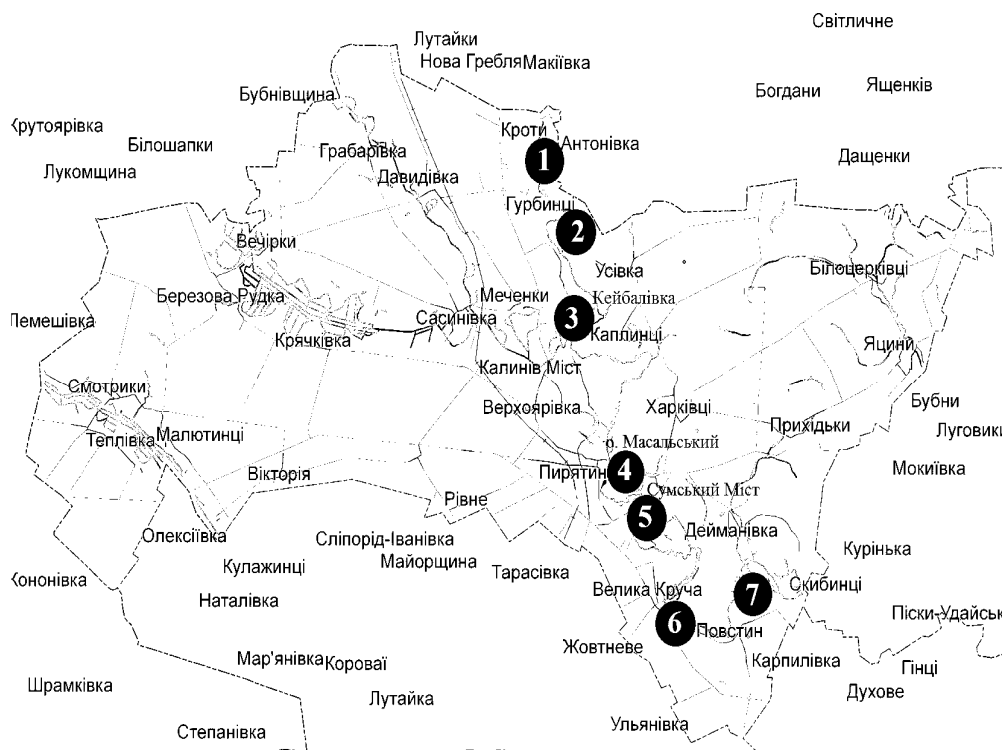 Світличне
Лутайки
Нова Гребля Макіївка
Богдани
Ященків
Бубнівщина
Крутоярівка
Кроти
Антонівка
Білошапки
Грабарівка
1
Дащенки
Лукомщина
Давидівка
Гурбинці
2
Вечірки
Усівка
Білоцерківці
Березова Рудка
Меченки
Кейбалівка
Сасинівка
3
Каплинці
Крячківка
Яцини
Калинів Міст
Смотрики
Верхоярівка
Харківці
Бубни
Теплівка
Малютинці
Прихідьки
Луговики
о. Масальський
Вікторія
Пирятин
4
Мокиївка
Рівне
Сумський Міст
5
Дейманівка
Олексіївка
Сліпорід-Іванівка
Майорщина
Курінька
Кулажинці
Тарасівка
Кононівка
Велика Круча
7
Скибинці
Наталівка
Піски-Удайськ
6
Повстин
Жовтневе
Мар'янівка
Короваї
Карпилівка
Гінці
Шрамківка
Лутайка
Духове
Степанівка
Ульянівка